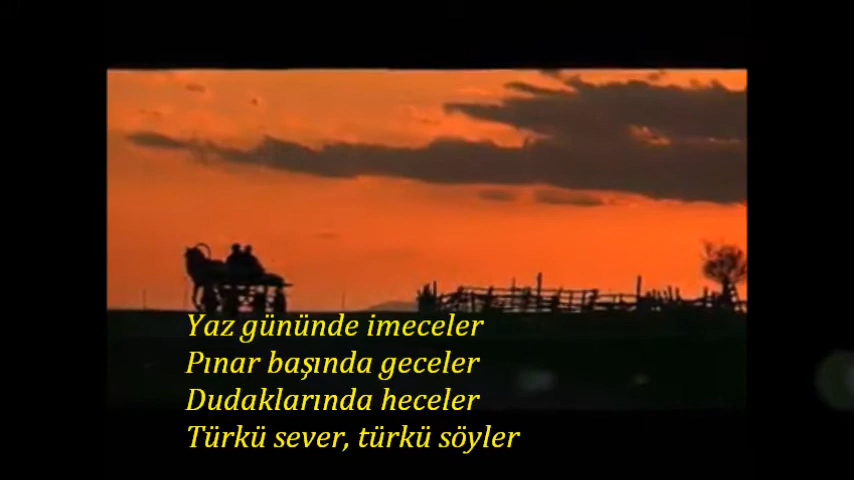 Yaz gününde imeceler
Pınar başında geceler
Dudaklarında heceler
Türkü sever, türkü söyler